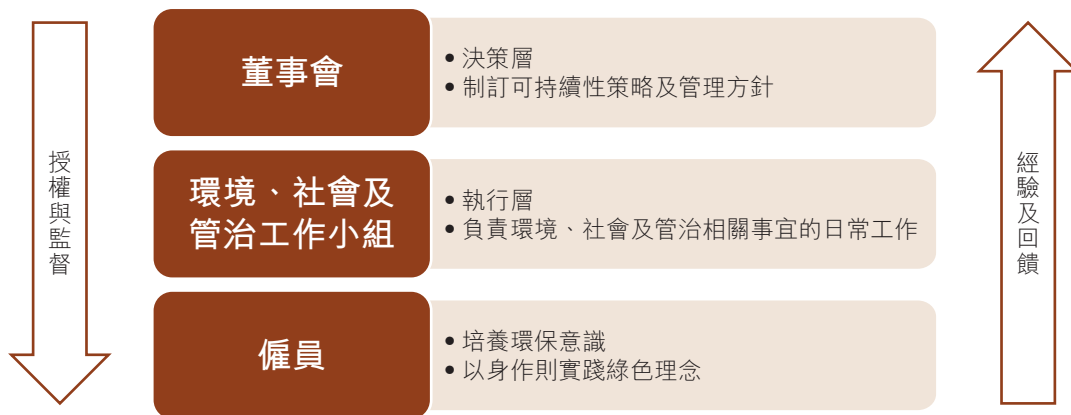 授權與監督
董事會
• 決策層
• 制訂可持續性策略及管理方針
環境、社會及
管治工作小組
• 執行層
• 負責環境、社會及管治相關事宜的日常工作
僱員
• 培養環保意識
• 以身作則實踐綠色理念
經驗及回饋